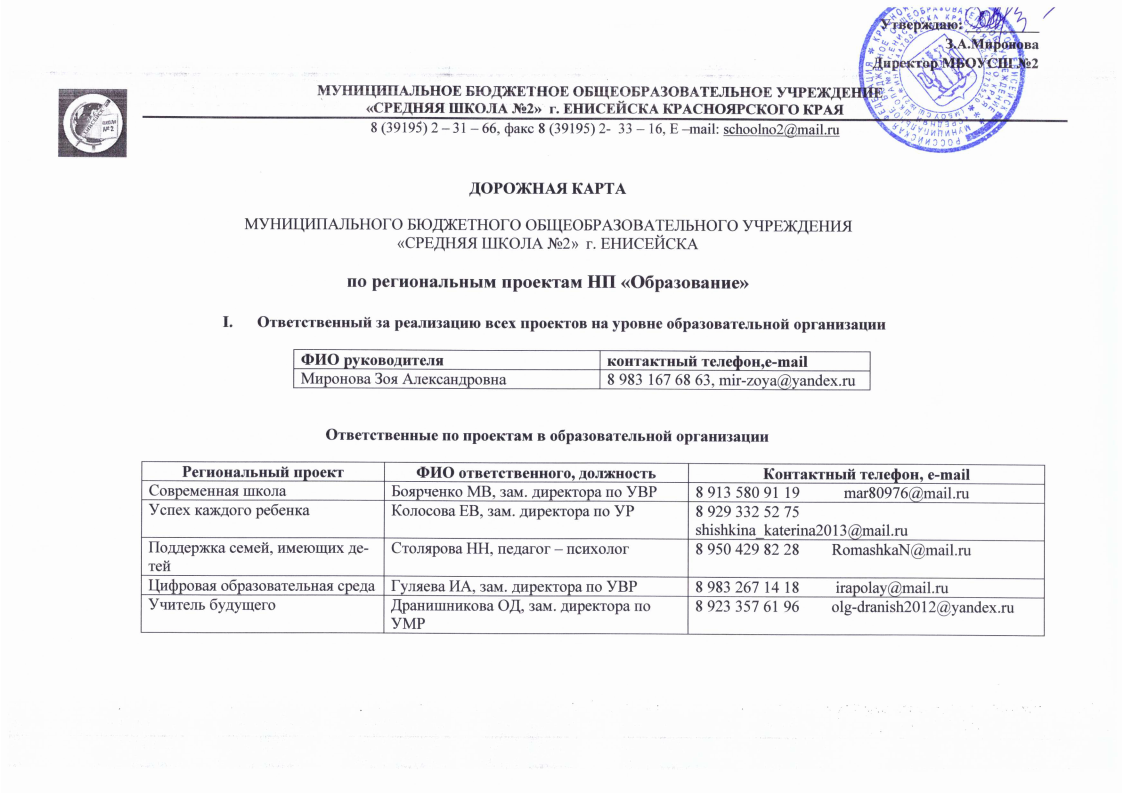 Утверждаю:
З.А.Миронова
Директор МБОУСШ №2
МУНИЦИПАЛЬНОЕ БЮДЖЕТНОЕ ОБЩЕОБРАЗОВАТЕЛЬНОЕ УЧРЕЖДЕНИЕ
«СРЕДНЯЯ ШКОЛА №2» г. ЕНИСЕЙСКА КРАСНОЯРСКОГО КРАЯ
8 (39195) 2 – 31 – 66, факс 8 (39195) 2- 33 – 16, E –mail: schoolno2@mail.ru
ДОРОЖНАЯ КАРТА
МУНИЦИПАЛЬНОГО БЮДЖЕТНОГО ОБЩЕОБРАЗОВАТЕЛЬНОГО УЧРЕЖДЕНИЯ
«СРЕДНЯЯ ШКОЛА №2» г. ЕНИСЕЙСКА
по региональным проектам НП «Образование»
I. Ответственный за реализацию всех проектов на уровне образовательной организации
ФИО руководителя контактный телефон,e-mail
Миронова Зоя Александровна 8 983 167 68 63, mir-zoya@yandex.ru
Ответственные по проектам в образовательной организации
Региональный проект ФИО ответственного, должность Контактный телефон, e-mail
Современная школа Боярченко МВ, зам. директора по УВР 8 913 580 91 19 mar80976@mail.ru
Успех каждого ребенка Колосова ЕВ, зам. директора по УР 8 929 332 52 75
shishkina_katerina2013@mail.ru
Поддержка семей, имеющих де-
тей Столярова НН, педагог – психолог 8 950 429 82 28 RomashkaN@mail.ru
Цифровая образовательная среда Гуляева ИА, зам. директора по УВР 8 983 267 14 18 irapolay@mail.ru
Учитель будущего Дранишникова ОД, зам. директора по 8 923 357 61 96 olg-dranish2012@yandex.ru
УМР